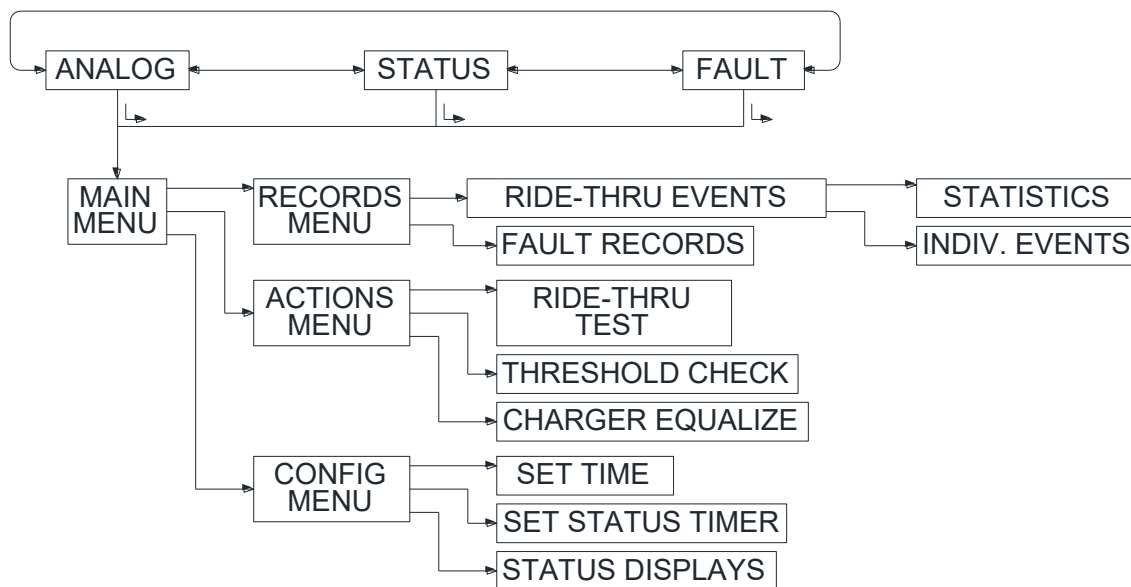 ANALOG
STATUS
FAULT
MAIN
MENU
RECORDS
MENU
RIDE-THRU EVENTS
STATISTICS
FAULT RECORDS
INDIV. EVENTS
ACTIONS
MENU
RIDE-THRU
TEST
THRESHOLD CHECK
CHARGER EQUALIZE
CONFIG
MENU
SET TIME
SET STATUS TIMER
STATUS DISPLAYS